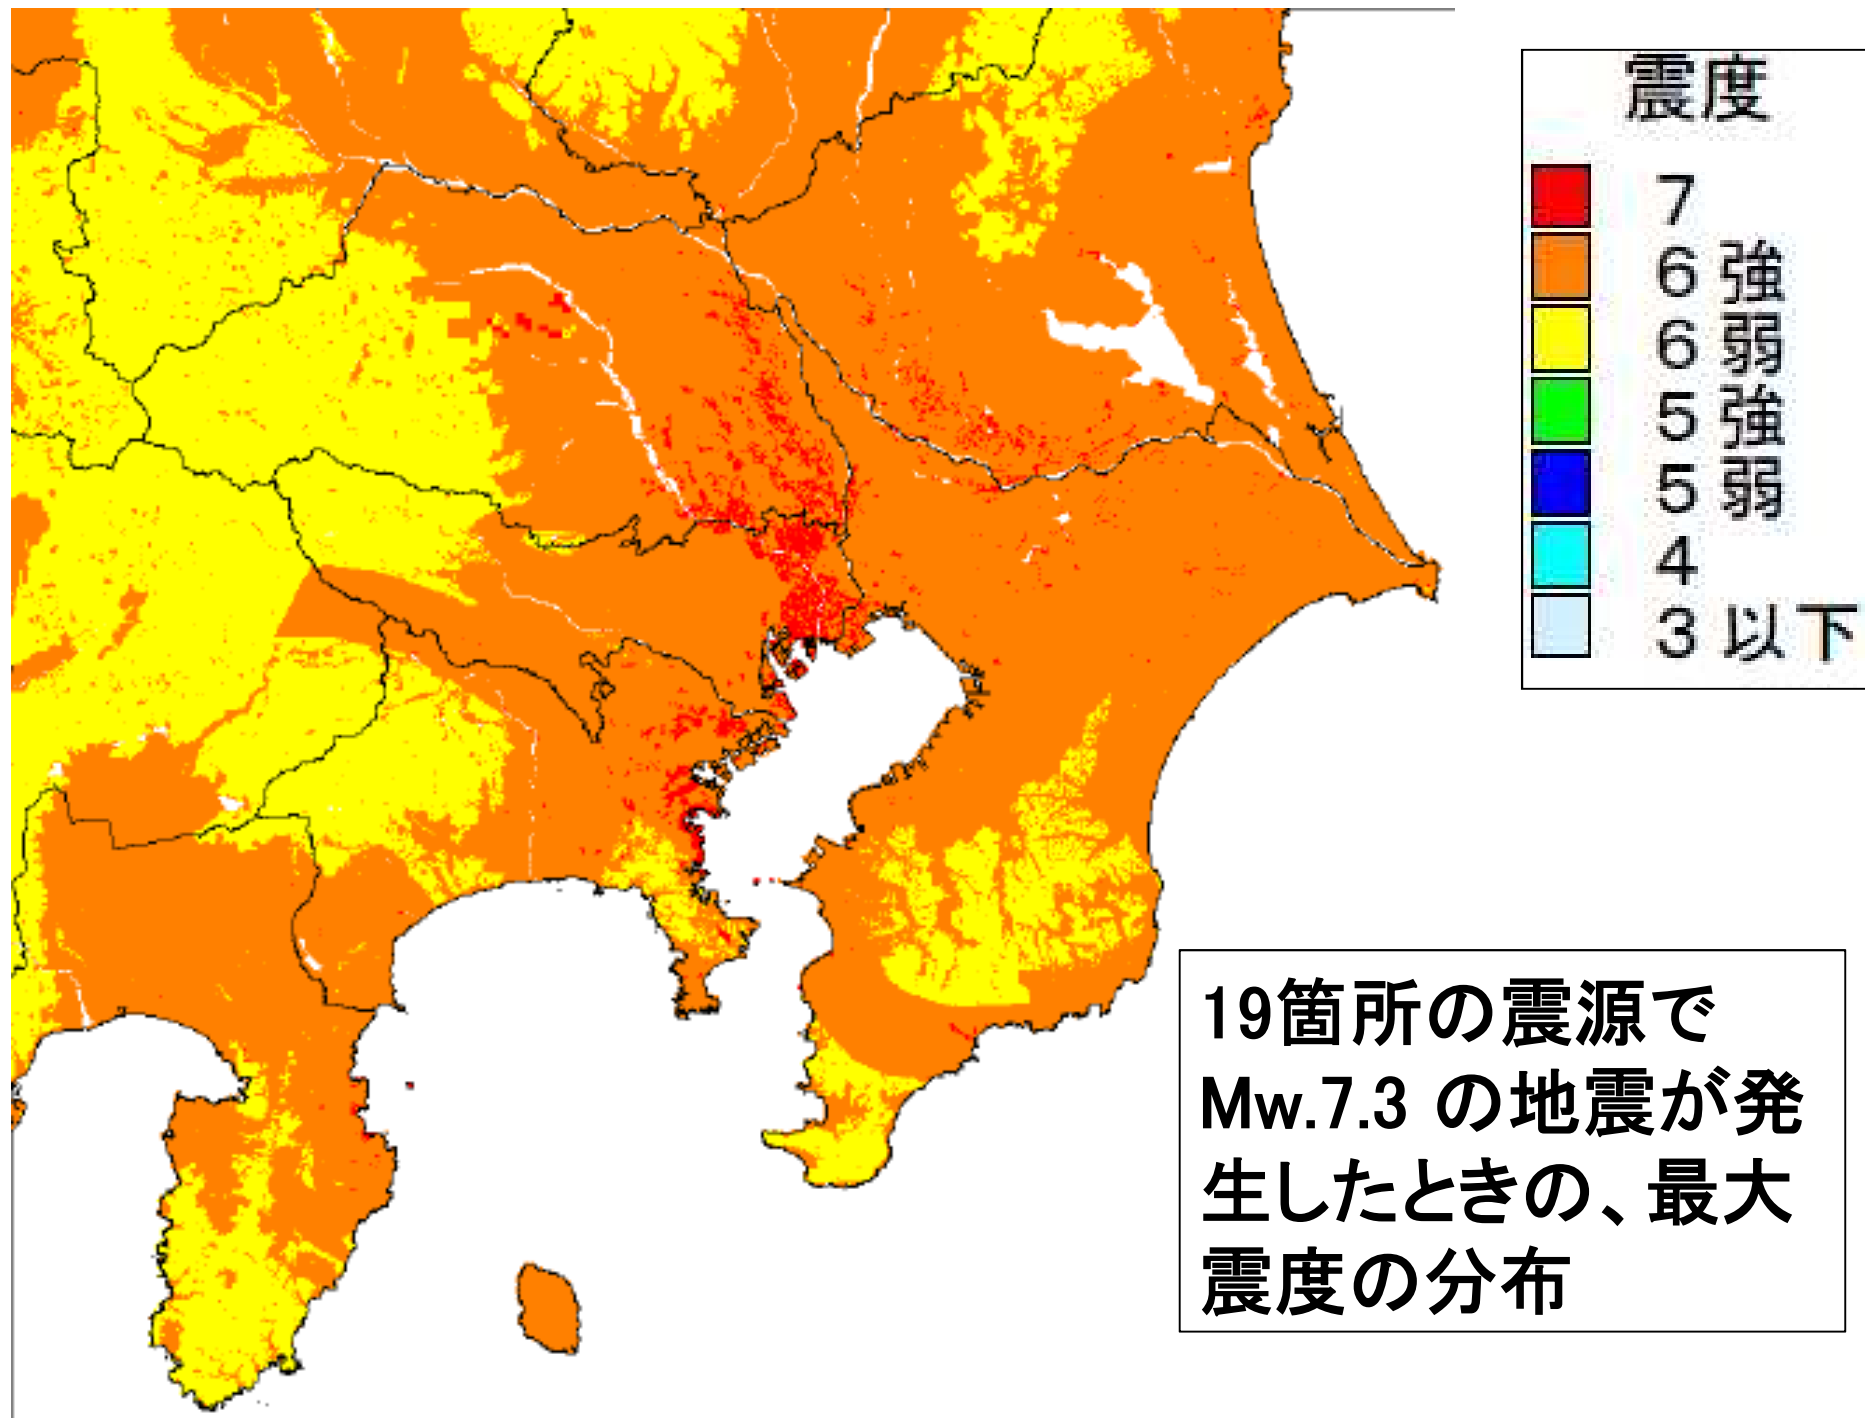 震度
7
6 強
6 弱
5 強
5 弱
4
3 以下
19箇所の震源で
Mw.7.3 の地震が発
生したときの、最大
震度の分布